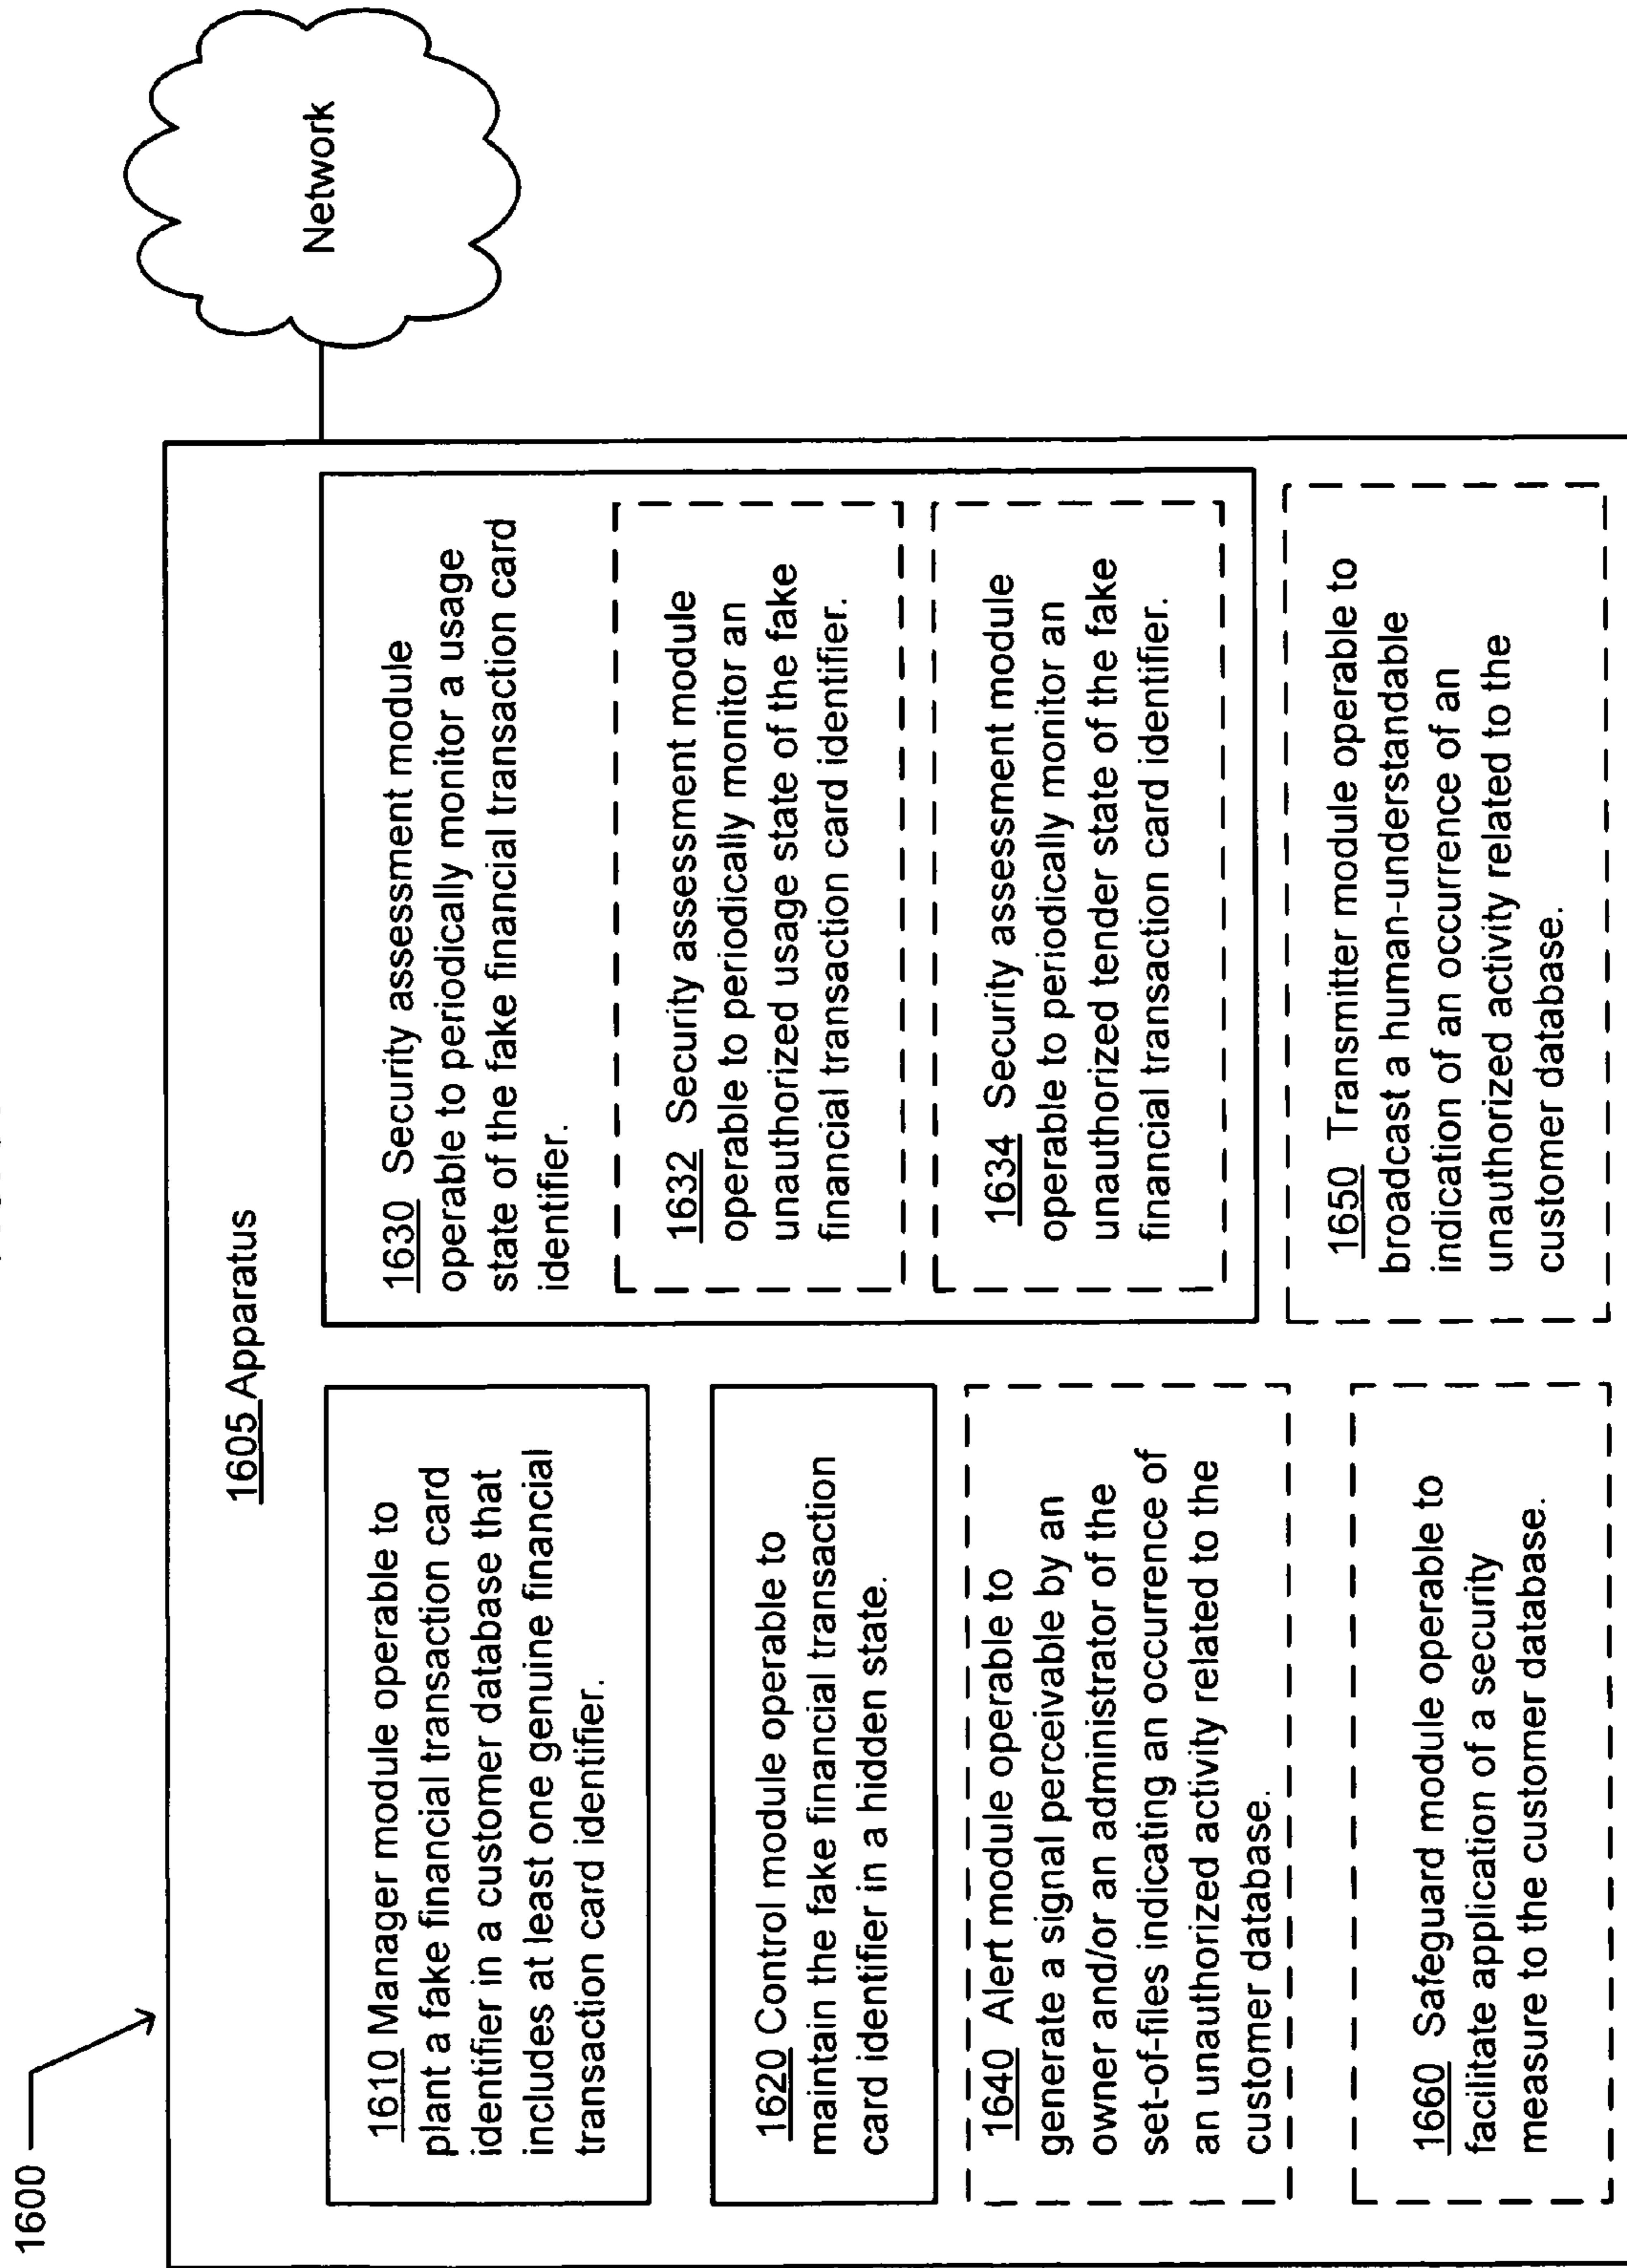 1600
1605 Apparatus
1610 Manager module operable to
plant a fake financial transaction card
identifier in a customer database that
includes at least one genuine financial
transaction card identifier.
1620 Control module operable to
maintain the fake financial transaction
card identifier in a hidden state.
1640 Alert module operable to
generate a signal perceivable by an
owner and/or an administrator of the
set-of-files indicating an occurrence of
an unauthorized activity related to the
customer database.
1660 Safeguard module operable to
facilitate application of a security
measure to the customer database.
1630 Security assessment module
operable to periodically monitor a usage
state of the fake financial transaction card
identifier.
1632 Security assessment module
operable to periodically monitor an
unauthorized usage state of the fake
financial transaction card identifier.
1634 Security assessment module
operable to periodically monitor an
unauthorized tender state of the fake
financial transaction card identifier.
1650 Transmitter module operable to
broadcast a human-understandable
indication of an occurrence of an
unauthorized activity related to the
customer database.
Network